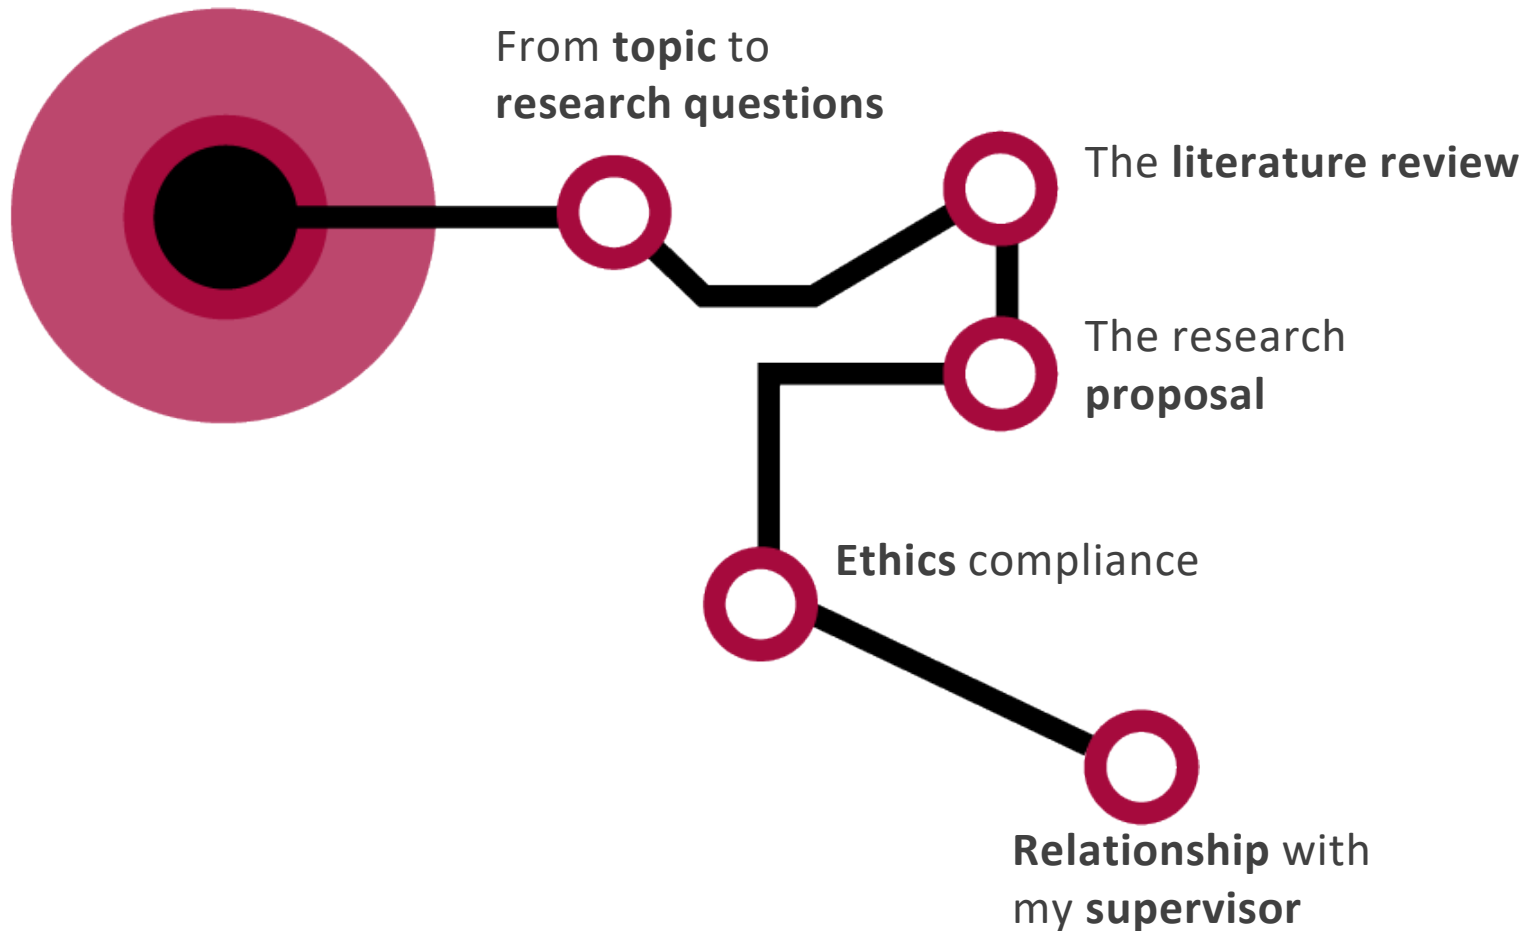 From topic to
research questions
The literature review
The research
proposal
Ethics compliance
Relationship with
my supervisor